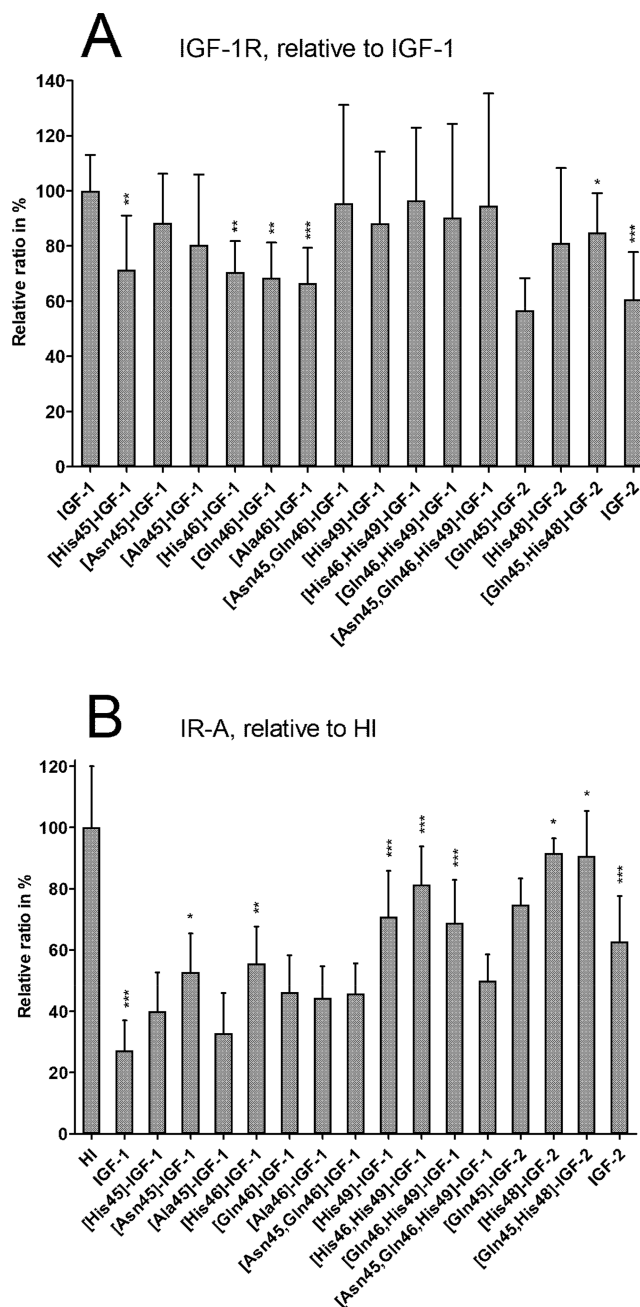 A
IGF-1R, relative to IGF-1
Relative ratio in %
140
120
100
80
60
40
20
0
**
**
**
***
*
***
IGF-1
[His45]-IGF-1
[Asn45]-IGF-1
[Ala45]-IGF-1
[His46]-IGF-1
[Gln46]-IGF-1
[Ala46]-IGF-1
[Asn45,Gln46]-IGF-1
[His49]-IGF-1
[His46,His49]-IGF-1
[Gln46,His49]-IGF-1
[Asn45,Gln46,His49]-IGF-1
[Gln45]-IGF-2
[His48]-IGF-2
[Gln45,His48]-IGF-2
IGF-2
B
IR-A, relative to HI
Relative ratio in %
120
100
80
60
40
20
0
***
*
**
***
***
***
*
*
***
HI
IGF-1
[His45]-IGF-1
[Asn45]-IGF-1
[Ala45]-IGF-1
[His46]-IGF-1
[Gln46]-IGF-1
[Ala46]-IGF-1
[Asn45,Gln46]-IGF-1
[His49]-IGF-1
[His46,His49]-IGF-1
[Gln46,His49]-IGF-1
[Asn45,Gln46,His49]-IGF-1
[Gln45]-IGF-2
[His48]-IGF-2
[Gln45,His48]-IGF-2
IGF-2